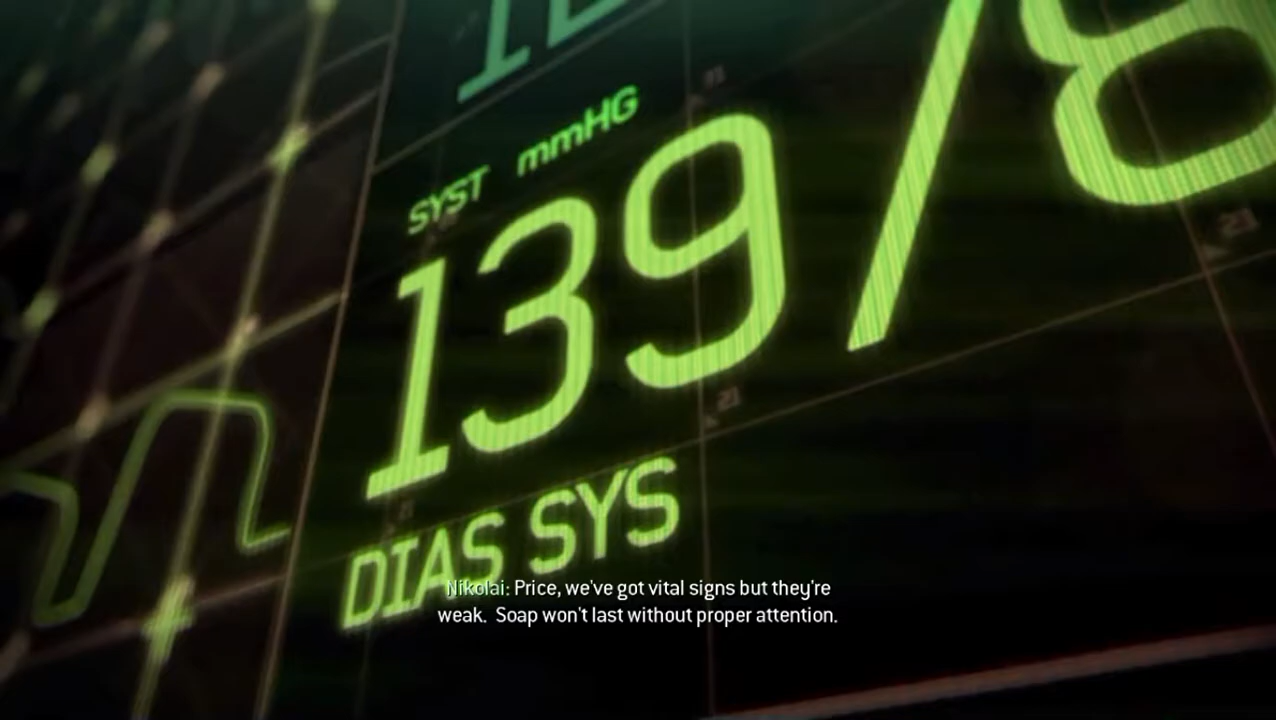 SYST mmHG
139/8
DIAS SYS
Nikolai: Price, we've got vital signs but they're
weak. Soap won't last without proper attention.